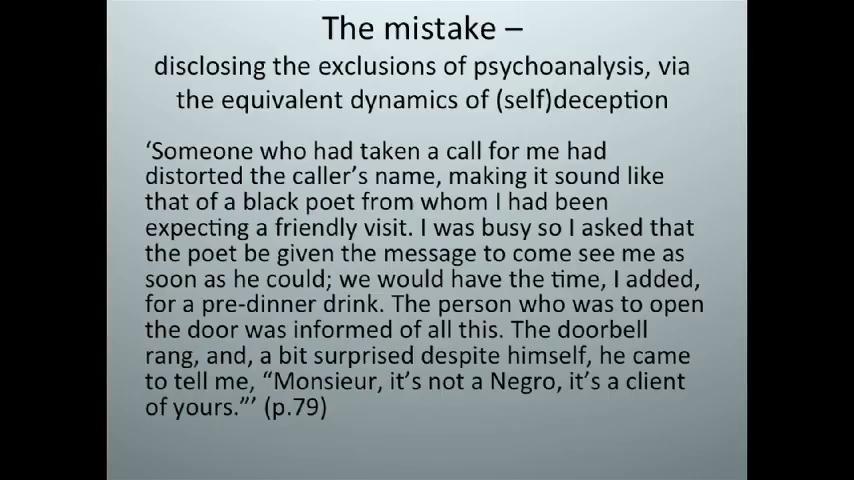 The mistake –
disclosing the exclusions of psychoanalysis, via
the equivalent dynamics of (self)deception
‘Someone who had taken a call for me had
distorted the caller’s name, making it sound like
that of a black poet from whom I had been
expecting a friendly visit. I was busy so I asked that
the poet be given the message to come see me as
soon as he could; we would have the time, I added,
for a pre-dinner drink. The person who was to open
the door was informed of all this. The doorbell
rang, and, a bit surprised despite himself, he came
to tell me, “Monsieur, it’s not a Negro, it’s a client
of yours.”’ (p.79)